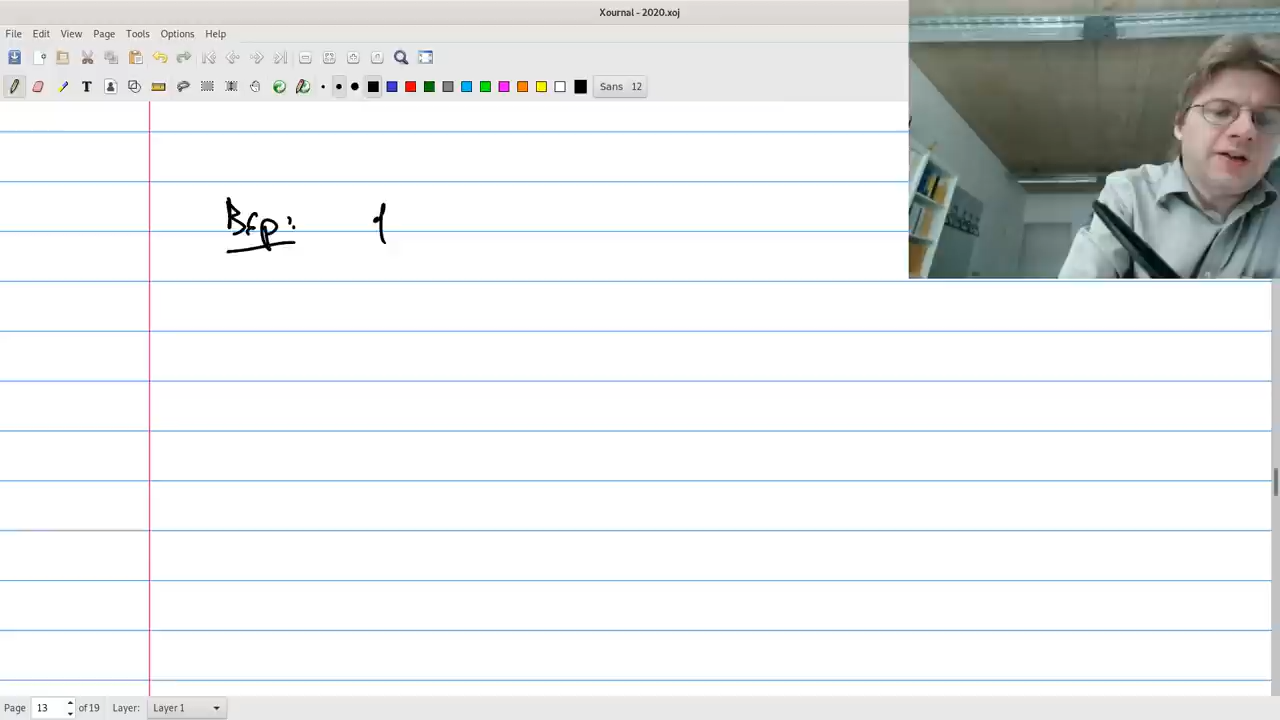 Xournal - 2020.xoj
File Edit View Page Tools Options Help
T Sans 12
Bsp:
Page 13 of 19 Layer: Layer 1